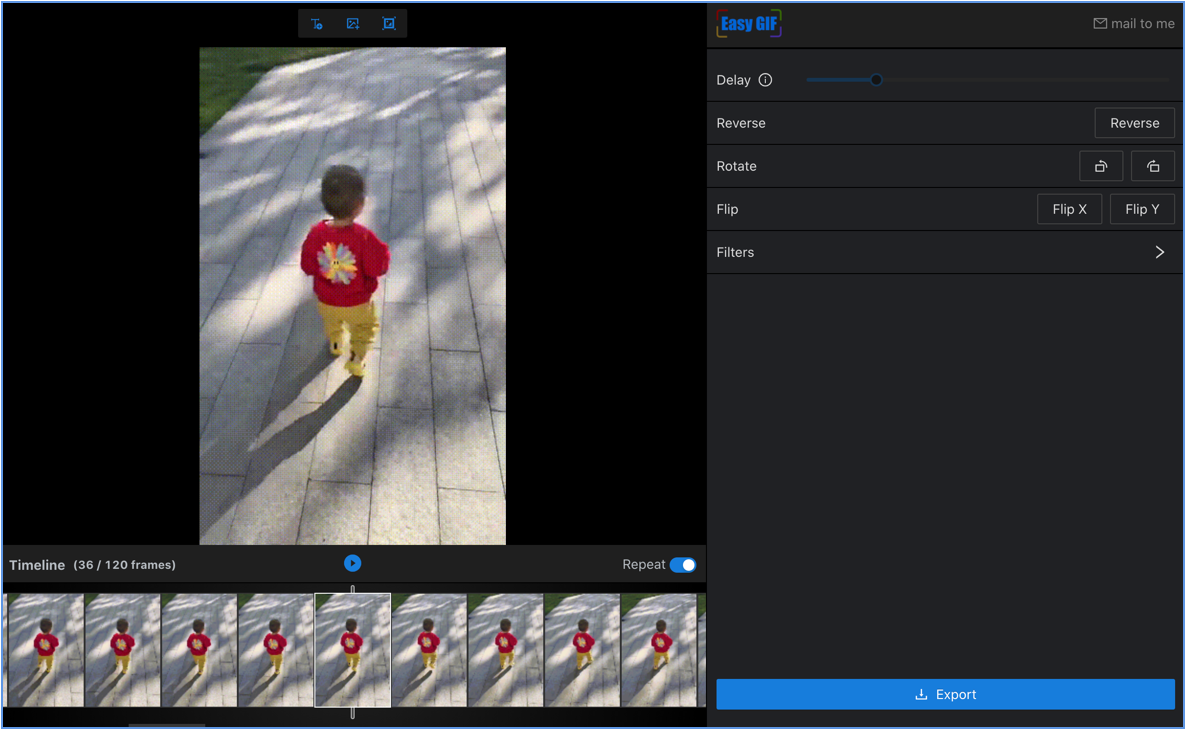 Easy GIF
mail to me
Delay
Reverse
Reverse
Rotate
Flip
Flip X
Flip Y
Filters
Timeline (36 / 120 frames)
Repeat
Export